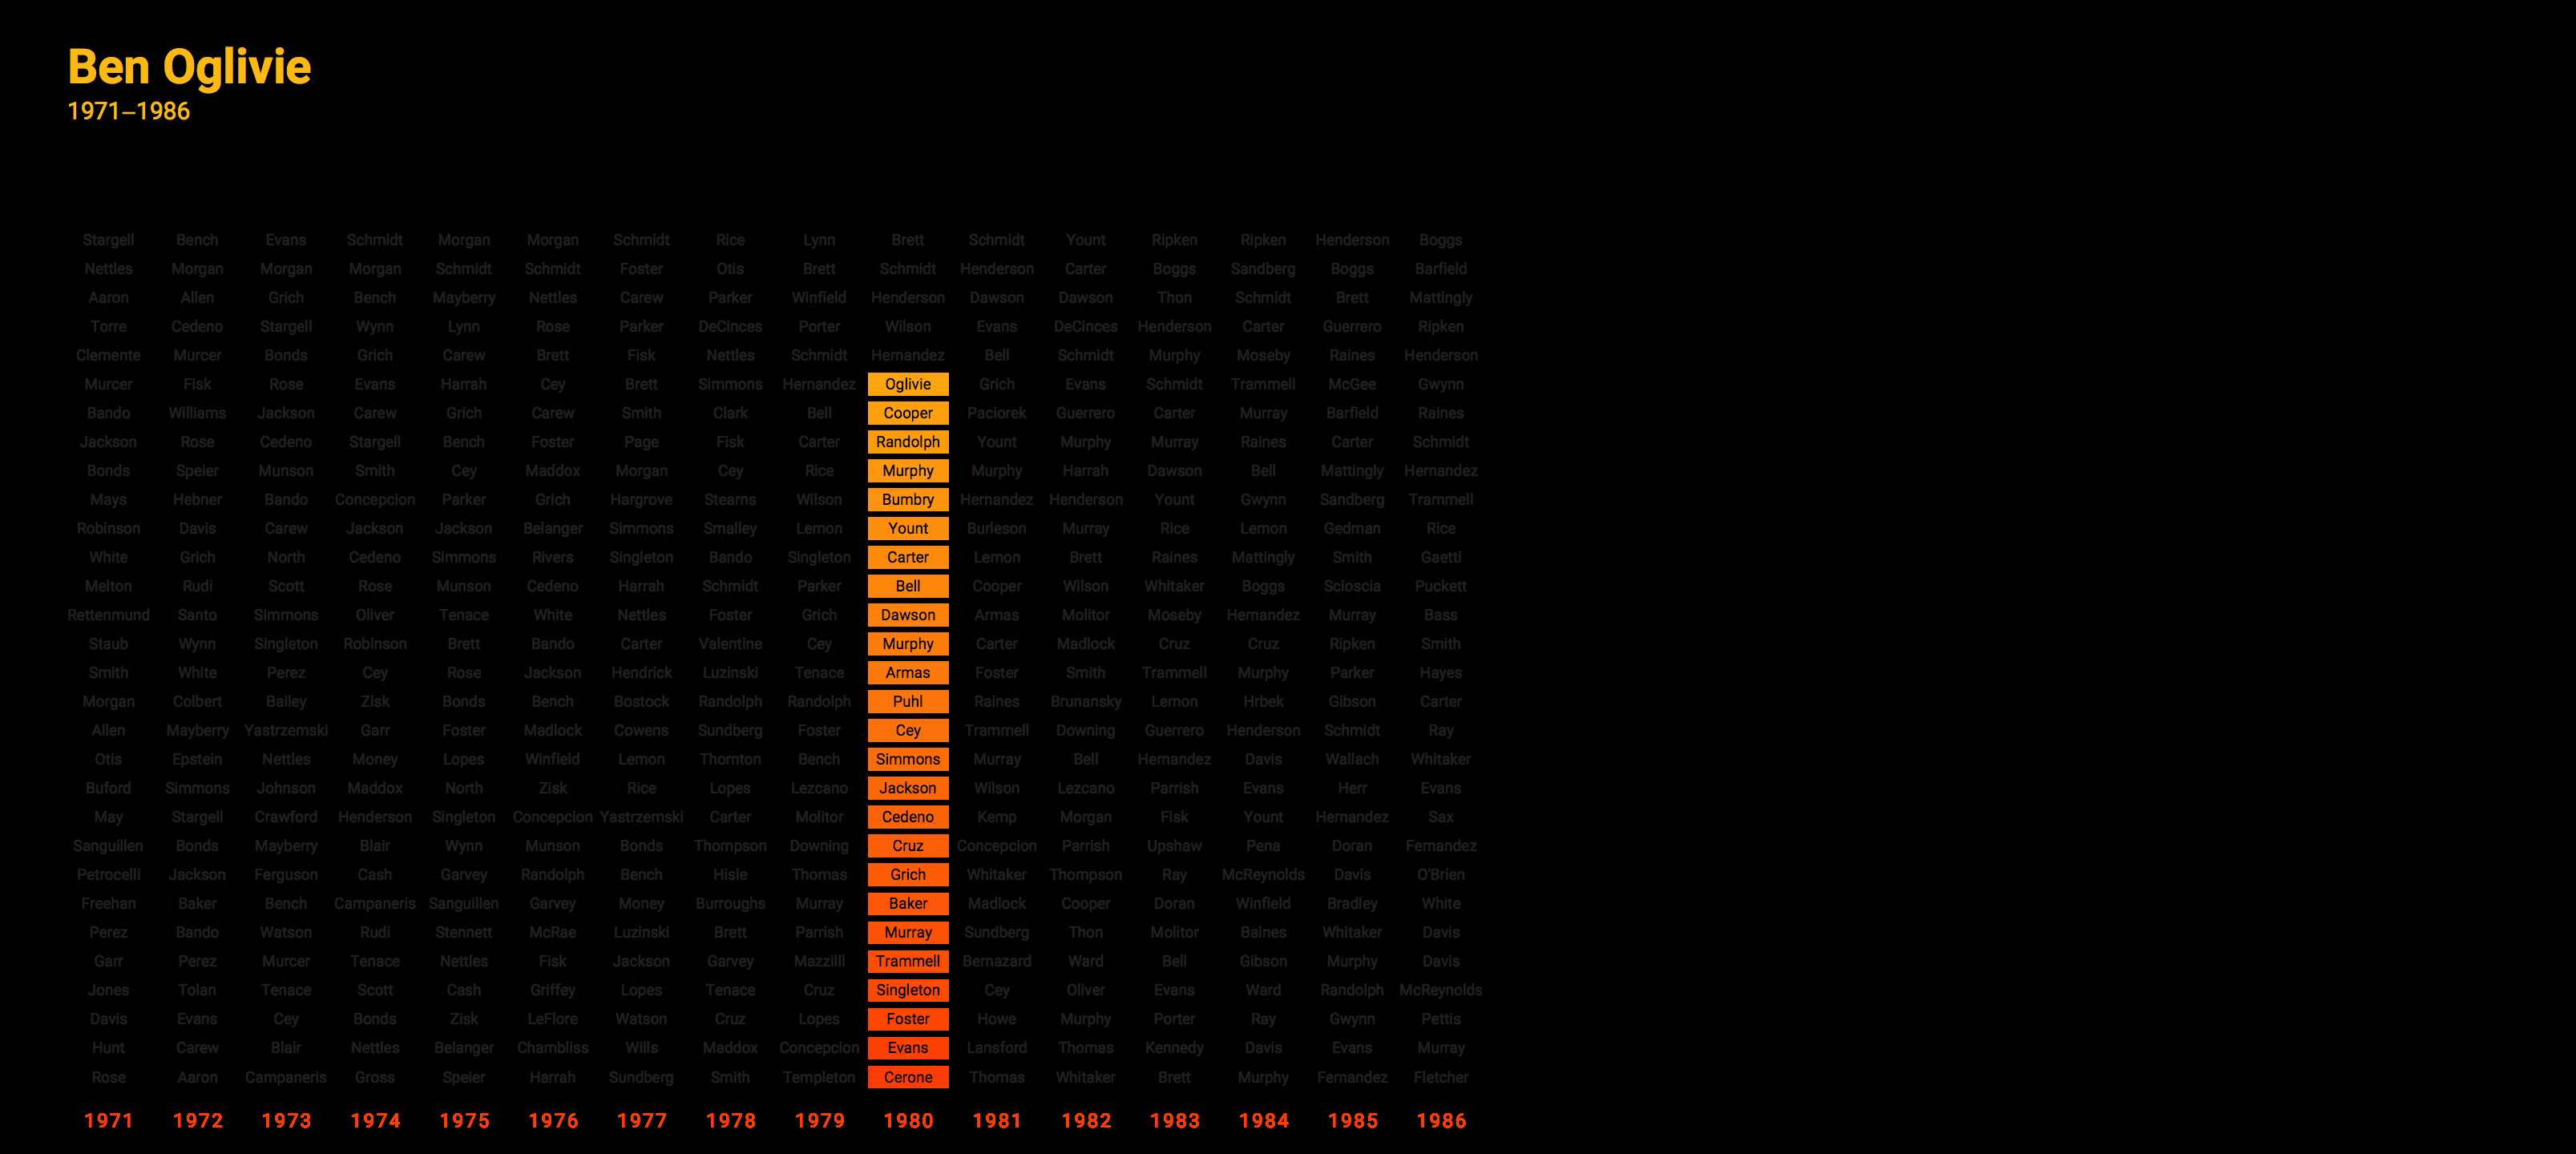 Ben Oglivie
1971–1986
Stargell Bench Evans Schmidt Morgan Morgan Schmidt Rice Lynn Brett Schmidt Yount Ripken Ripken Henderson Boggs
Nettles Morgan Morgan Morgan Schmidt Schmidt Foster Otis Brett Schmidt Henderson Carter Boggs Sandberg Boggs Barfield
Aaron Allen Grich Bench Mayberry Nettles Carew Parker Winfield Henderson Dawson Dawson Thon Schmidt Brett Mattingly
Torre Cedeno Stargell Wynn Lynn Rose Parker DeCinces Porter Wilson Evans DeCinces Henderson Carter Guerrero Ripken
Clemente Murcer Bonds Grich Carew Brett Fisk Nettles Schmidt Hernandez Bell Schmidt Murphy Moseby Raines Henderson
Murcer Fisk Rose Evans Harrah Cey Brett Simmons Hernandez Oglivie Grich Evans Schmidt Trammell McGee Gwynn
Bando Williams Jackson Carew Grich Carew Smith Clark Bell Cooper Paciorek Guerrero Carter Murray Barfield Raines
Jackson Rose Cedeno Stargell Bench Foster Page Fisk Carter Randolph Yount Murphy Murray Raines Carter Schmidt
Bonds Speier Munson Smith Cey Maddox Morgan Cey Rice Murphy Murphy Harrah Dawson Bell Mattingly Hernandez
Mays Hebner Bando Concepcion Parker Grich Hargrove Stearns Wilson Bumbry Hernandez Henderson Yount Gwynn Sandberg Trammell
Robinson Davis Carew Jackson Jackson Belanger Simmons Smalley Lemon Yount Burleson Murray Rice Lemon Gedman Rice
White Grich North Cedeno Simmons Rivers Singleton Bando Singleton Carter Lemon Brett Raines Mattingly Smith Gaetti
Melton Rudi Scott Rose Munson Cedeno Harrah Schmidt Parker Bell Cooper Wilson Whitaker Boggs Scioscia Puckett
Rettenmund Santo Simmons Oliver Tenace White Nettles Foster Grich Dawson Armas Molitor Moseby Hernandez Murray Bass
Staub Wynn Singleton Robinson Brett Bando Carter Valentine Cey Murphy Carter Madlock Cruz Cruz Ripken Smith
Smith White Perez Cey Rose Jackson Hendrick Luzinski Tenace Armas Foster Smith Trammell Murphy Parker Hayes
Morgan Colbert Bailey Zisk Bonds Bench Bostock Randolph Randolph Puhl Raines Brunansky Lemon Hrbek Gibson Carter
Allen Mayberry Yastrzemski Garr Foster Madlock Cowens Sundberg Foster Cey Trammell Downing Guerrero Henderson Schmidt Ray
Otis Epstein Nettles Money Lopes Winfield Lemon Thornton Bench Simmons Murray Bell Hernandez Davis Wallach Whitaker
Buford Simmons Johnson Maddox North Zisk Rice Lopes Lezcano Jackson Wilson Lezcano Parrish Evans Herr Evans
May Stargell Crawford Henderson Singleton Concepcion Yastrzemski Carter Molitor Cedeno Kemp Morgan Fisk Yount Hernandez Sax
Sanguillen Bonds Mayberry Blair Wynn Munson Bonds Thompson Downing Cruz Concepcion Parrish Upshaw Pena Doran Fernandez
Petrocelli Jackson Ferguson Cash Garvey Randolph Bench Hisle Thomas Grich Whitaker Thompson Ray McReynolds Davis O'Brien
Freehan Baker Bench Campaneris Sanguillen Garvey Money Burroughs Murray Baker Madlock Cooper Doran Winfield Bradley White
Perez Bando Watson Rudi Stennett McRae Luzinski Brett Parrish Murray Sundberg Thon Molitor Baines Whitaker Davis
Garr Perez Murcer Tenace Nettles Fisk Jackson Garvey Mazzilli Trammell Bernazard Ward Bell Gibson Murphy Davis
Jones Tolan Tenace Scott Cash Griffey Lopes Tenace Cruz Singleton Cey Oliver Evans Ward Randolph McReynolds
Davis Evans Cey Bonds Zisk LeFlore Watson Cruz Lopes Foster Howe Murphy Porter Ray Gwynn Pettis
Hunt Carew Blair Nettles Belanger Chambliss Wills Maddox Concepcion Evans Lansford Thomas Kennedy Davis Evans Murray
Rose Aaron Campaneris Gross Speier Harrah Sundberg Smith Templeton Cerone Thomas Whitaker Brett Murphy Fernandez Fletcher
1971 1972 1973 1974 1975 1976 1977 1978 1979 1980 1981 1982 1983 1984 1985 1986